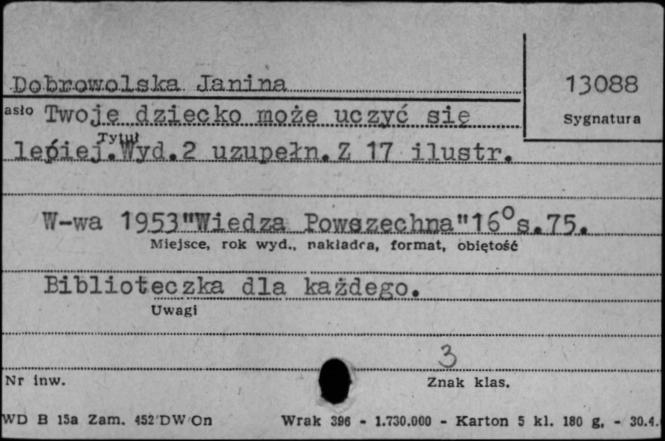 Dobrowolska Janina
13088
asło Twoje dziecko może uczyć się
Sygnatura
Tytuł
lepiej.Wyd.2 uzupełn.Z 17 ilustr.
W-wa 1953"Wiedza Powszechna"16°s.75.
Miejsce, rok wyd., nakładca, format, objętość
Biblioteczka dla każdego.
Uwagi
3
Nr inw.
Znak klas.
WD B 15a Zam. 452 DW On Wrak 396 - 1.730.000 - Karton 5 kl. 180 g. - 30.4.